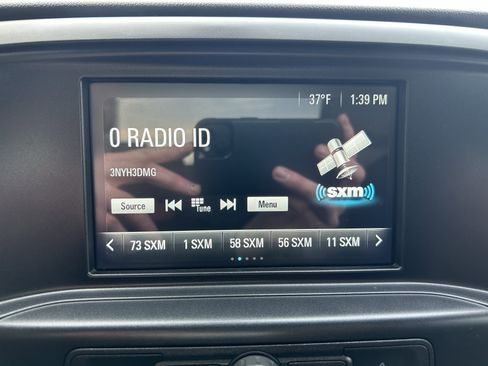 37°F 1:39 PM
0 RADIO ID
3NYH3DMG
sxm
Source Tune Menu
73 SXM 1 SXM 58 SXM 56 SXM 11 SXM